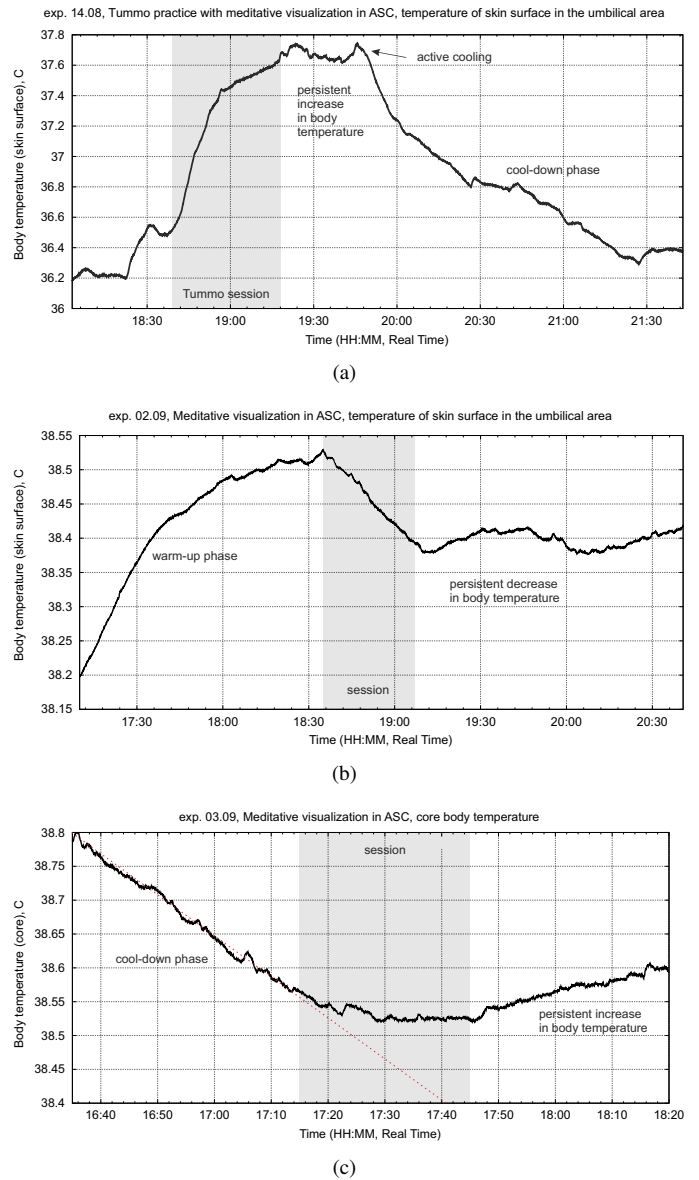 exp. 14.08, Tummo practice with meditative visualization in ASC, temperature of skin surface in the umbilical area
37.8
37.6
37.4
37.2
37
36.8
36.6
36.4
36.2
36
Body temperature (skin surface), C
active cooling
persistent
increase
in body
temperature
cool-down phase
Tummo session
18:30
19:00
19:30
20:00
20:30
21:00
21:30
Time (HH:MM, Real Time)
(a)
exp. 02.09, Meditative visualization in ASC, temperature of skin surface in the umbilical area
38.55
38.5
38.45
38.4
38.35
38.3
38.25
38.2
38.15
Body temperature (skin surface), C
warm-up phase
persistent decrease
in body temperature
session
17:30
18:00
18:30
19:00
19:30
20:00
20:30
Time (HH:MM, Real Time)
(b)
exp. 03.09, Meditative visualization in ASC, core body temperature
38.8
38.75
38.7
38.65
38.6
38.55
38.5
38.45
38.4
Body temperature (core), C
session
cool-down phase
persistent increase
in body temperature
16:40
16:50
17:00
17:10
17:20
17:30
17:40
17:50
18:00
18:10
18:20
Time (HH:MM, Real Time)
(c)